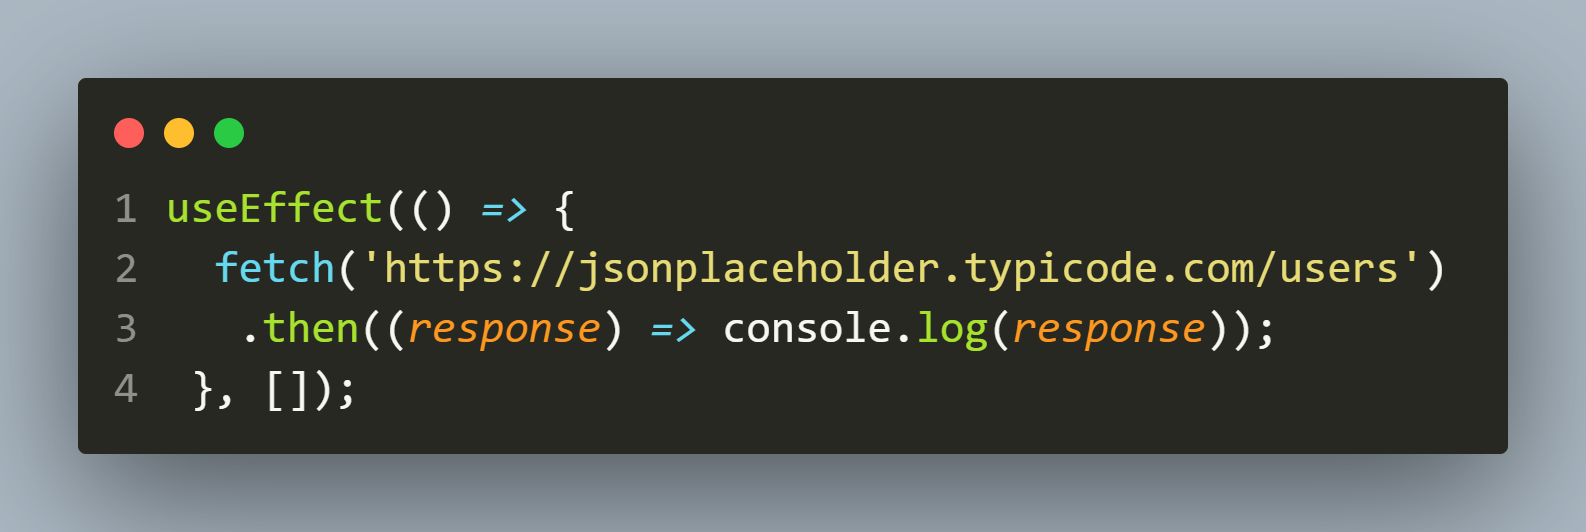 1 useEffect(() => {
2   fetch('https://jsonplaceholder.typicode.com/users')
3    .then((response) => console.log(response));
4  }, []);